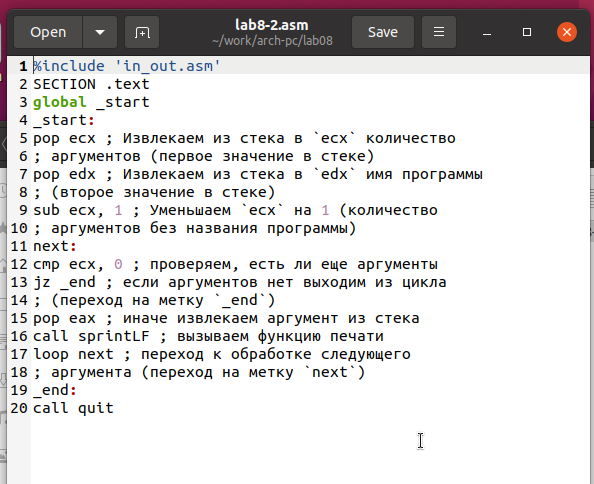 Open
lab8-2.asm
~/work/arch-pc/lab08
Save
1 %include 'in_out.asm'
2 SECTION .text
3 global _start
4 _start:
5 pop ecx ; Извлекаем из стека в `ecx` количество
6 ; аргументов (первое значение в стеке)
7 pop edx ; Извлекаем из стека в `edx` имя программы
8 ; (второе значение в стеке)
9 sub ecx, 1 ; Уменьшаем `ecx` на 1 (количество
10 ; аргументов без названия программы)
11 next:
12 cmp ecx, 0 ; проверяем, есть ли еще аргументы
13 jz _end ; если аргументов нет выходим из цикла
14 ; (переход на метку `_end`)
15 pop eax ; иначе извлекаем аргумент из стека
16 call sprintLF ; вызываем функцию печати
17 loop next ; переход к обработке следующего
18 ; аргумента (переход на метку `next`)
19 _end:
20 call quit